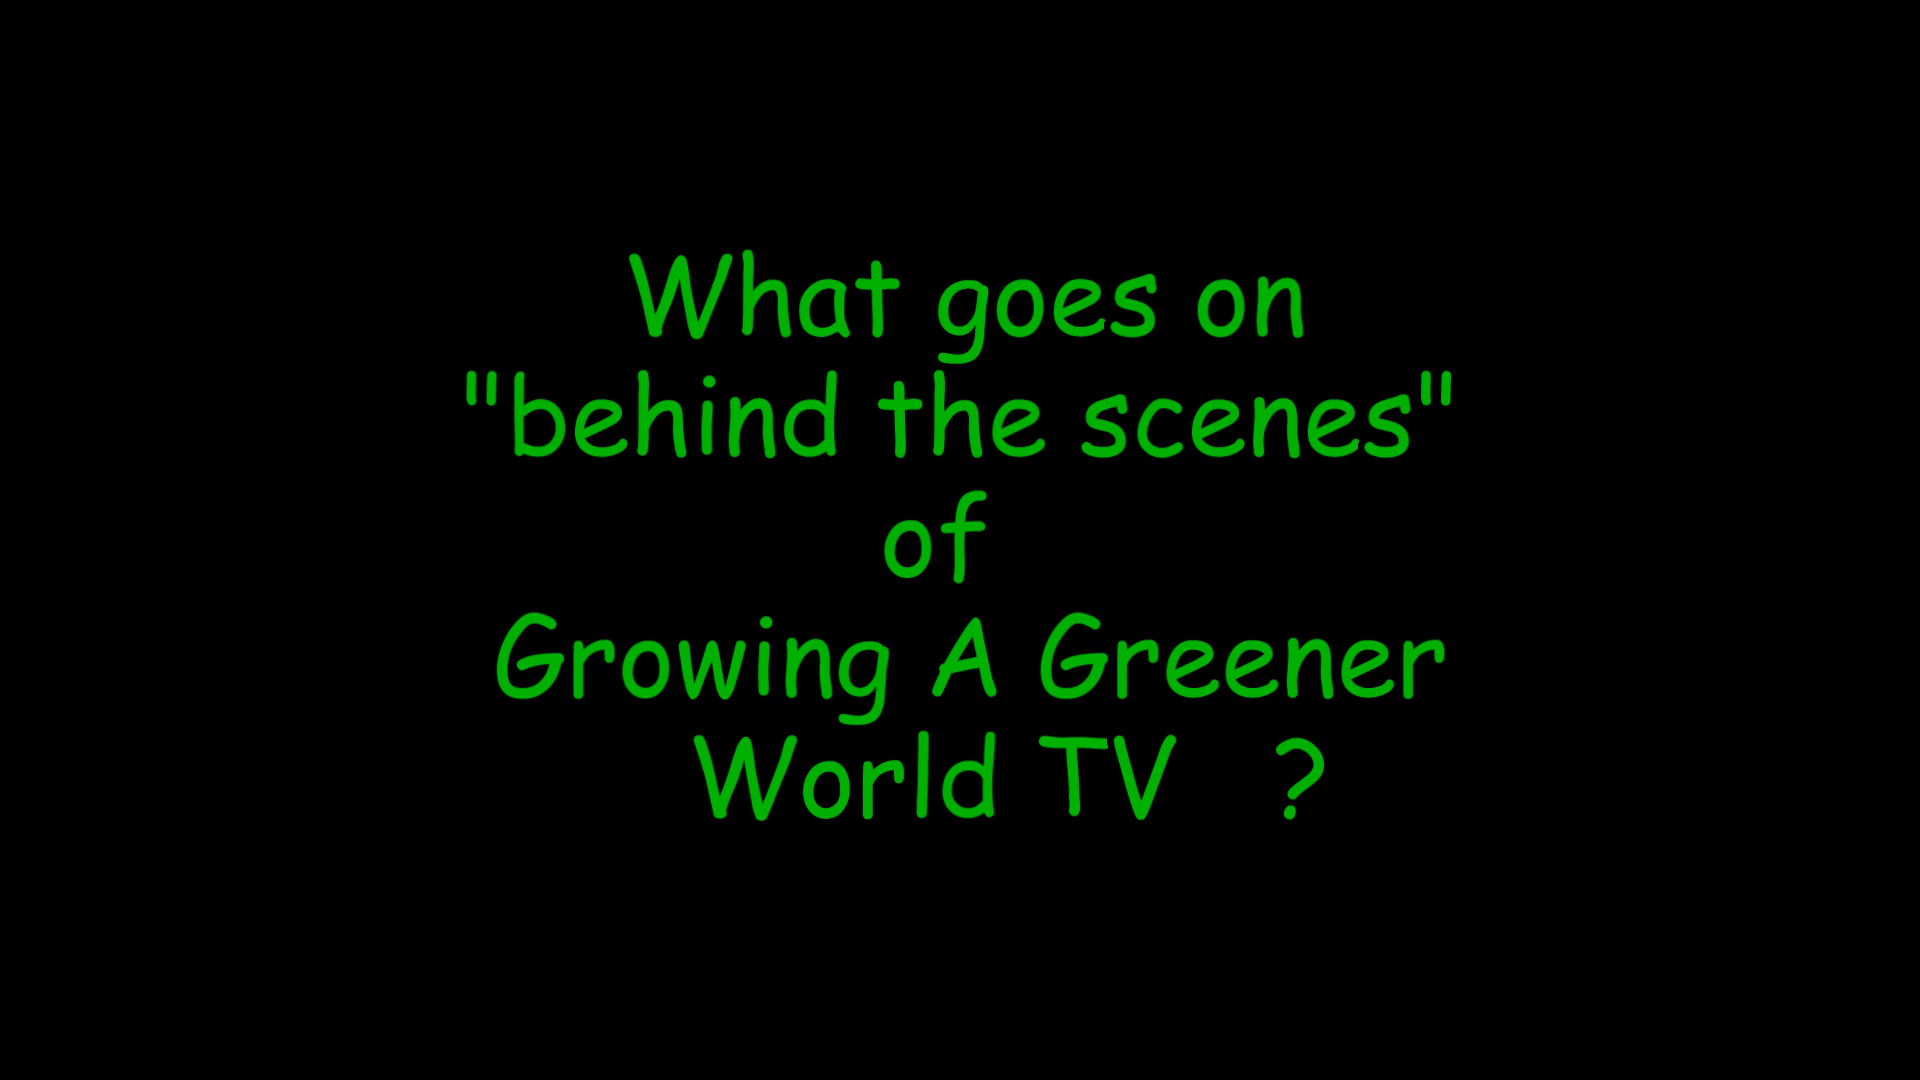 What goes on
"behind the scenes"
of
Growing A Greener
World TV ?